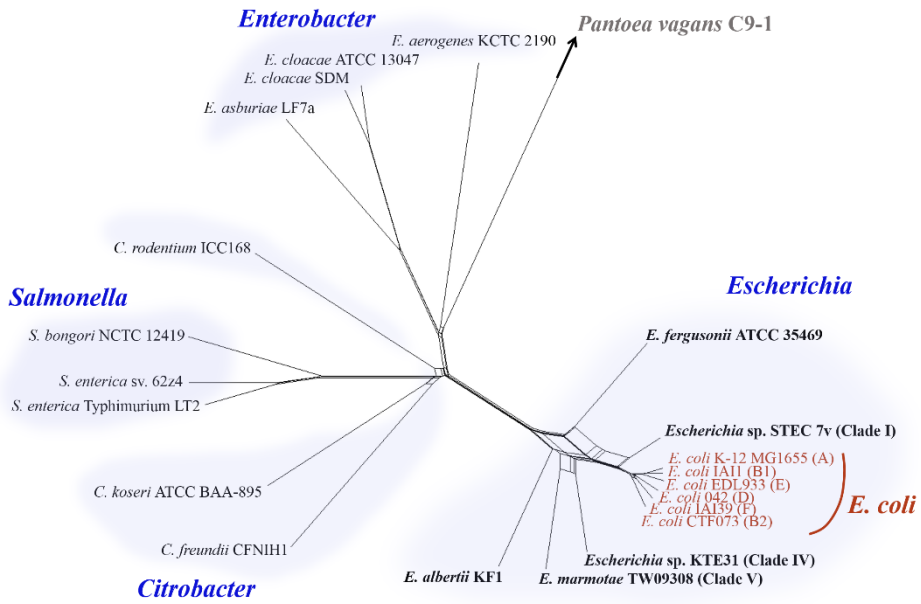 Enterobacter
Pantoea vagans C9-1
E. aerogenes KCTC 2190
E. cloacae ATCC 13047
E. cloacae SDM
E. asburiae LF7a
C. rodentium ICC168
Salmonella
Escherichia
S. bongori NCTC 12419
E. fergusonii ATCC 35469
S. enterica sv. 62z4
S. enterica Typhimurium LT2
Escherichia sp. STEC 7v (Clade I)
E. coli K-12 MG1655 (A)
E. coli IAI1 (B1)
E. coli EDL933 (E)
E. coli 042 (D)
E. coli IAI39 (F)
E. coli CTF073 (B2)
E. coli
C. koseri ATCC BAA-895
C. freundii CFNIH1
Escherichia sp. KTE31 (Clade IV)
E. albertii KF1
E. marmotae TW09308 (Clade V)
Citrobacter